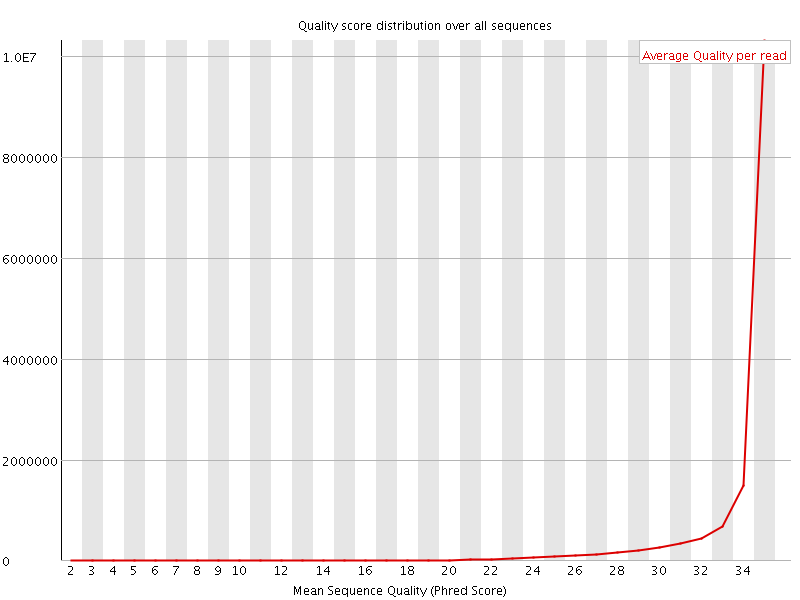 Quality score distribution over all sequences
Average Quality per read
1.0E7
8000000
6000000
4000000
2000000
0
2 3 4 5 6 7 8 9 10 12 14 16 18 20 22 24 26 28 30 32 34
Mean Sequence Quality (Phred Score)